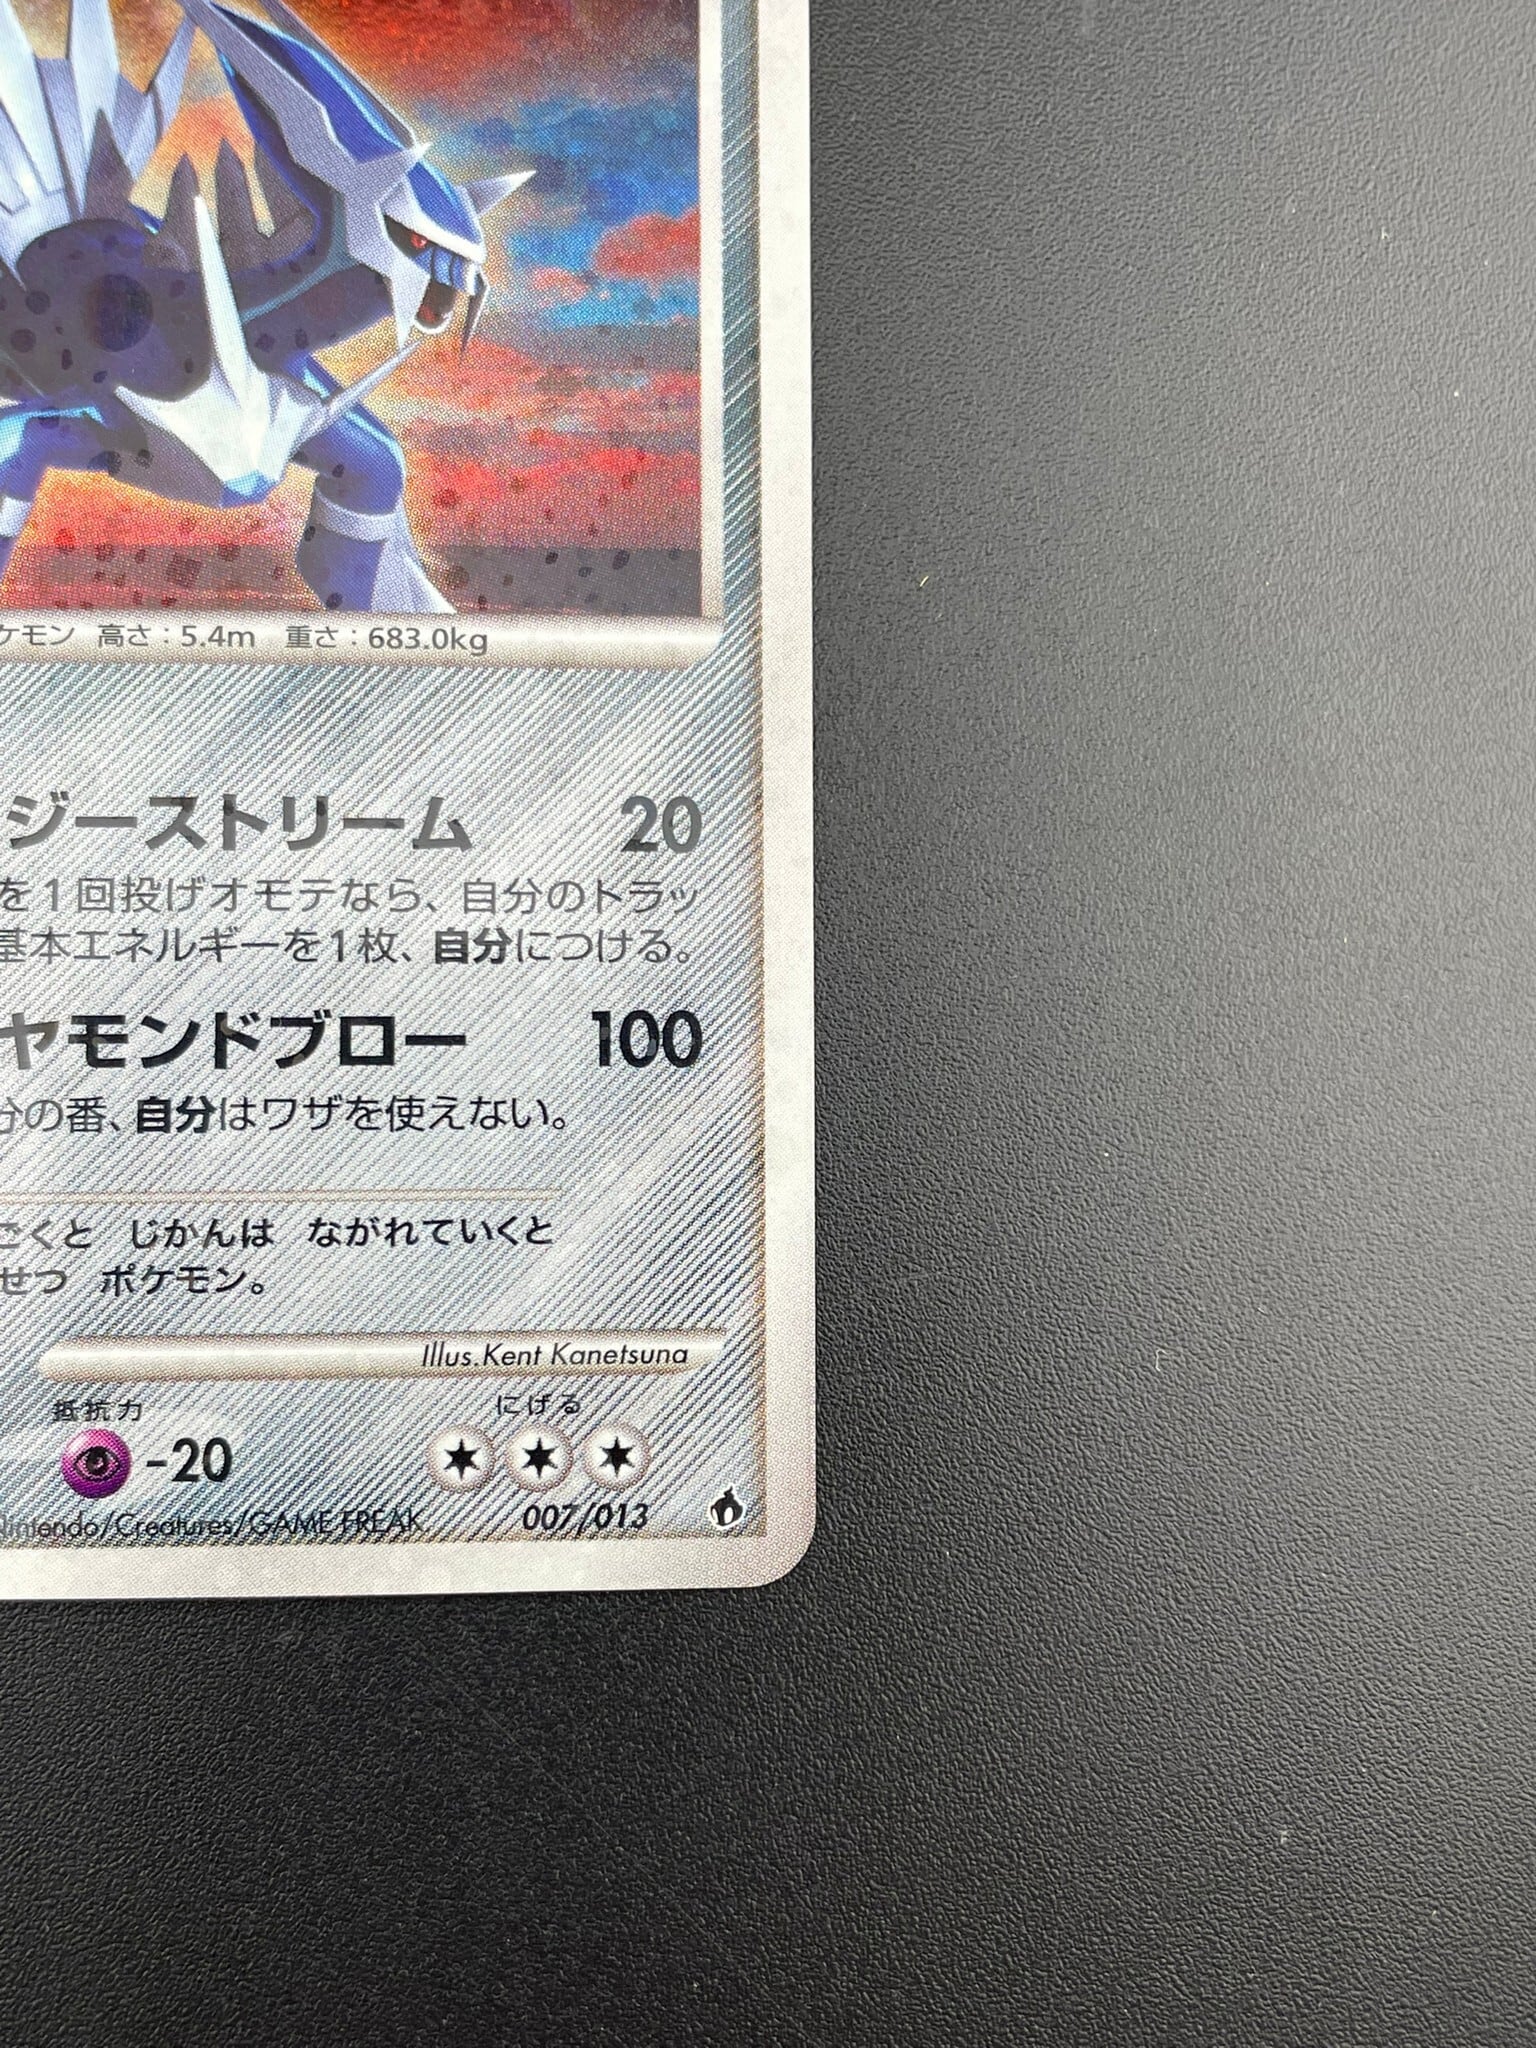 ケモン 高さ：5.4m 重さ：683.0kg
ジーストリーム 20
を1回投げオモテなら、自分のトラッ
基本エネルギーを1枚、自分につける。
ヤモンドブロー 100
分の番、自分はワザを使えない。
ごくと じかんは ながれていくと
せつ ポケモン。
Illus.Kent Kanetsuna
抵抗力 にげる
-20
Nintendo/Creatures/GAME FREAK 007/013